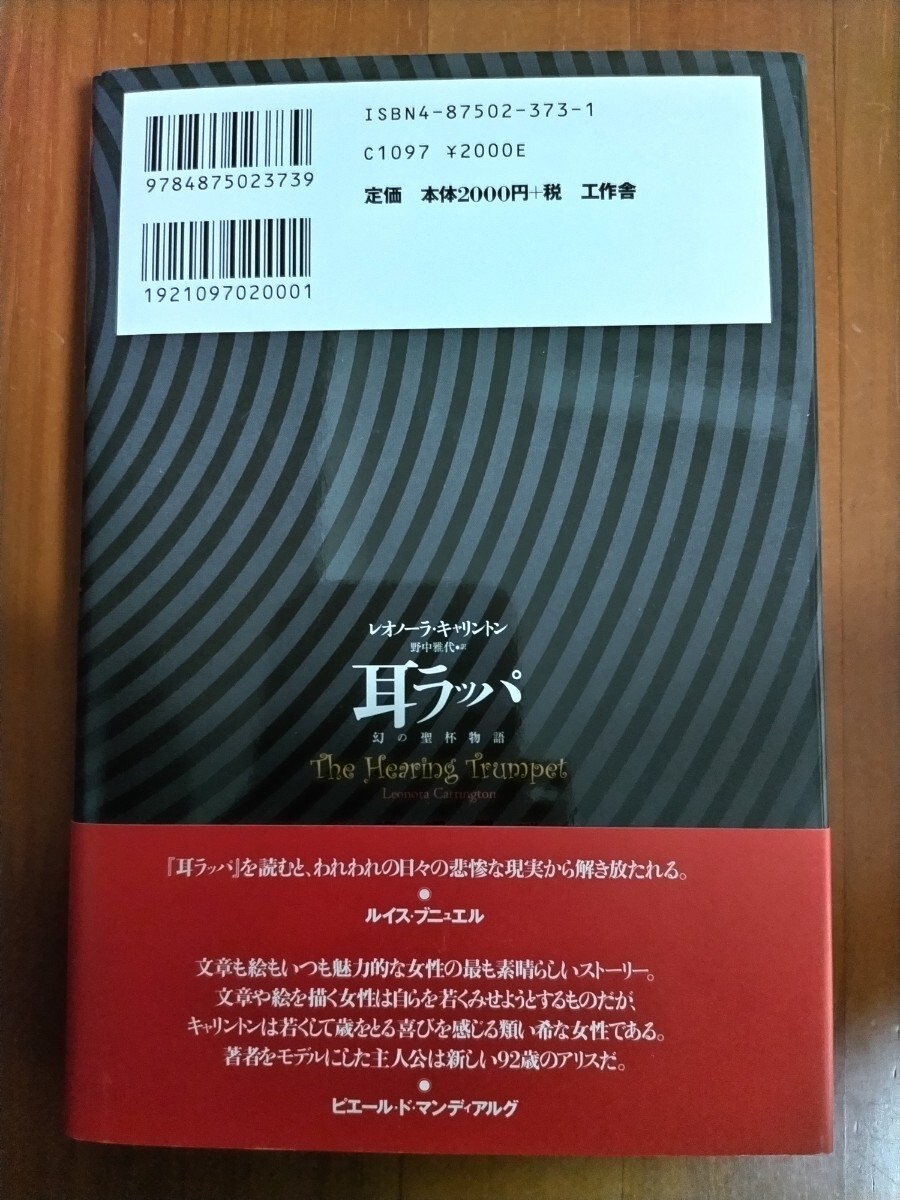 ISBN4-87502-373-1
C1097 ¥2000E
9784875023739
定価 本体2000円+税 工作舎
1921097020001
レオノーラ・キャリントン
野中雅代●訳
耳ラッパ
幻の聖杯物語
The Hearing Trumpet
Leonora Carrington
『耳ラッパ』を読むと、われわれの日々の悲惨な現実から解き放たれる。
●
ルイス・ブニュエル
文章も絵もいつも魅力的な女性の最も素晴らしいストーリー。
文章や絵を描く女性は自らを若くみせようとするものだが、
キャリントンは若くして歳をとる喜びを感じる類い希な女性である。
著者をモデルにした主人公は新しい92歳のアリスだ。
●
ピエール・ド・マンディアルグ